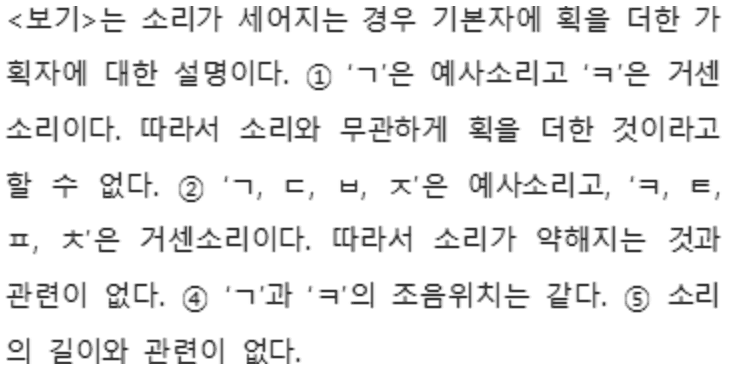 <보기>는 소리가 세어지는 경우 기본자에 획을 더한 가
획자에 대한 설명이다. ① ‘ㄱ’은 예사소리고 ‘ㅋ’은 거센
소리이다. 따라서 소리와 무관하게 획을 더한 것이라고
할 수 없다. ② ‘ㄱ, ㄷ, ㅂ, ㅈ’은 예사소리고, ‘ㅋ, ㅌ,
ㅍ, ㅊ’은 거센소리이다. 따라서 소리가 약해지는 것과
관련이 없다. ④ ‘ㄱ’과 ‘ㅋ’의 조음위치는 같다. ⑤ 소리
의 길이와 관련이 없다.